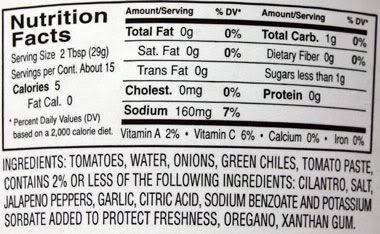 Nutrition
Facts
Serving Size 2 Tbsp (29g)
Servings per Cont. About 15
Calories 5
Fat Cal. 0
* Percent Daily Values (DV)
based on a 2,000 calorie diet.
Amount/Serving % DV* Amount/Serving % DV*
Total Fat 0g 0% Total Carb. 1g 0%
Sat. Fat 0g 0% Dietary Fiber 0g 0%
Trans Fat 0g Sugars less than 1g
Cholest. 0mg 0% Protein 0g
Sodium 160mg 7%
Vitamin A 2% • Vitamin C 6% • Calcium 0% • Iron 0%
INGREDIENTS: TOMATOES, WATER, ONIONS, GREEN CHILES, TOMATO PASTE,
CONTAINS 2% OR LESS OF THE FOLLOWING INGREDIENTS: CILANTRO, SALT,
JALAPENO PEPPERS, GARLIC, CITRIC ACID, SODIUM BENZOATE AND POTASSIUM
SORBATE ADDED TO PROTECT FRESHNESS, OREGANO, XANTHAN GUM.